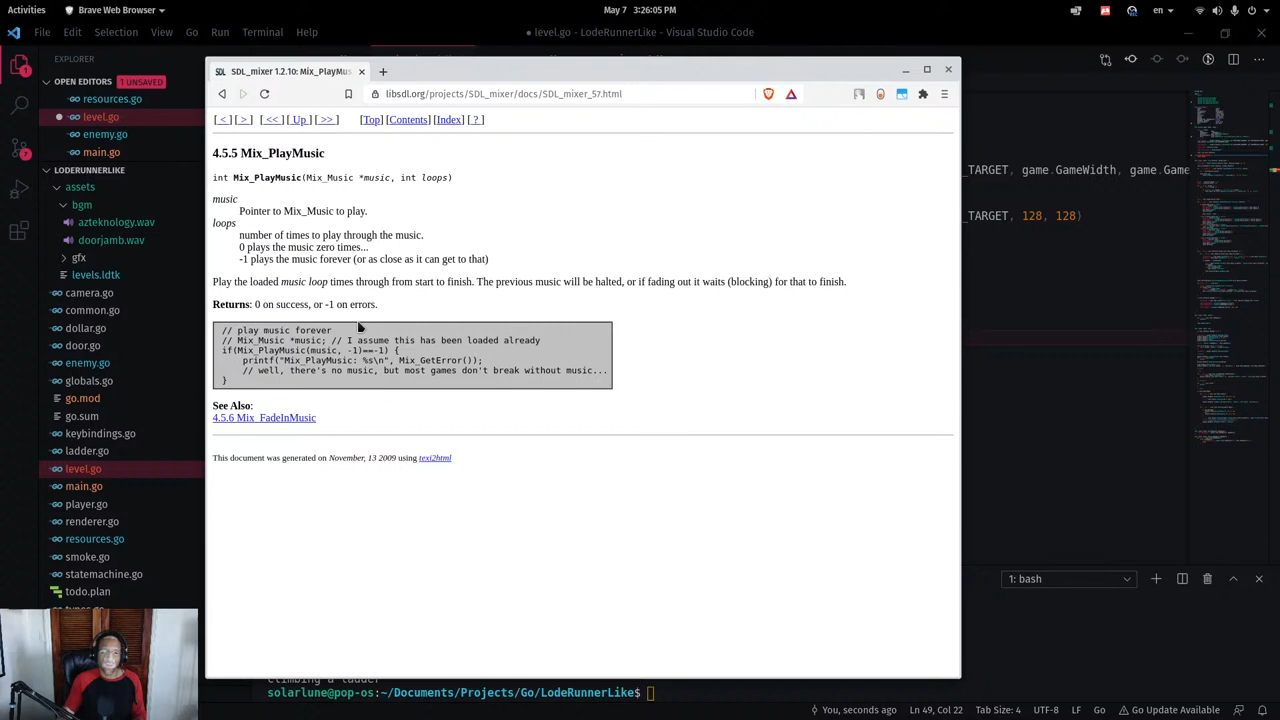 Activities
Brave Web Browser
May 7 3:26:05 PM
en
File Edit Selection View Go Run Terminal Help
● level.go - LodeRunnerLike - Visual Studio Code
EXPLORER
OPEN EDITORS 1 UNSAVED
resources.go
level.go
enemy.go
main.go
LODERUNNERLIKE
assets
bgm
azteknology.wav
doorjamb.wav
gfx
levels.ldtk
camera.go
common.go
dollar.go
door.go
enemy.go
globals.go
go.mod
go.sum
keybindings.go
ladder.go
level.go
main.go
player.go
renderer.go
resources.go
smoke.go
statemachine.go
todo.plan
types.go
SDL SDL_mixer 1.2.10: Mix_PlayMus
libsdl.org/projects/SDL_mixer/docs/SDL_mixer_57.html
[ < ] [ > ] [ << ] [ Up ] [ >> ] [Top] [Contents] [Index] [ ? ]
4.5.5 Mix_PlayMusic
int Mix_PlayMusic(Mix_Music *music, int loops)
music
Pointer to Mix_Music to play.
loops
number of times to play through the music.
0 plays the music zero times...
-1 plays the music forever (or as close as it can get to that)
Play the loaded music loop times through from start to finish. The previous music will be halted, or if fading out it waits (blocking) for that to finish.
Returns: 0 on success, or -1 on errors.
// play music forever
// Mix_Music *music; // I assume this has been loaded already
if(Mix_PlayMusic(music, -1)==-1) {
printf("Mix_PlayMusic: %s\n", Mix_GetError());
// well, there's no music, but most games don't break without music...
}
See Also:
4.5.6 Mix_FadeInMusic
This document was generated on November, 13 2009 using texi2html
_TARGET, game.GameWidth, ... Game
_TARGET, 128, 128)
1: bash
climbing a ladder
solarlune@pop-os:~/Documents/Projects/Go/LodeRunnerLike$
You, seconds ago Ln 49, Col 22 Tab Size: 4 UTF-8 LF Go Go Update Available